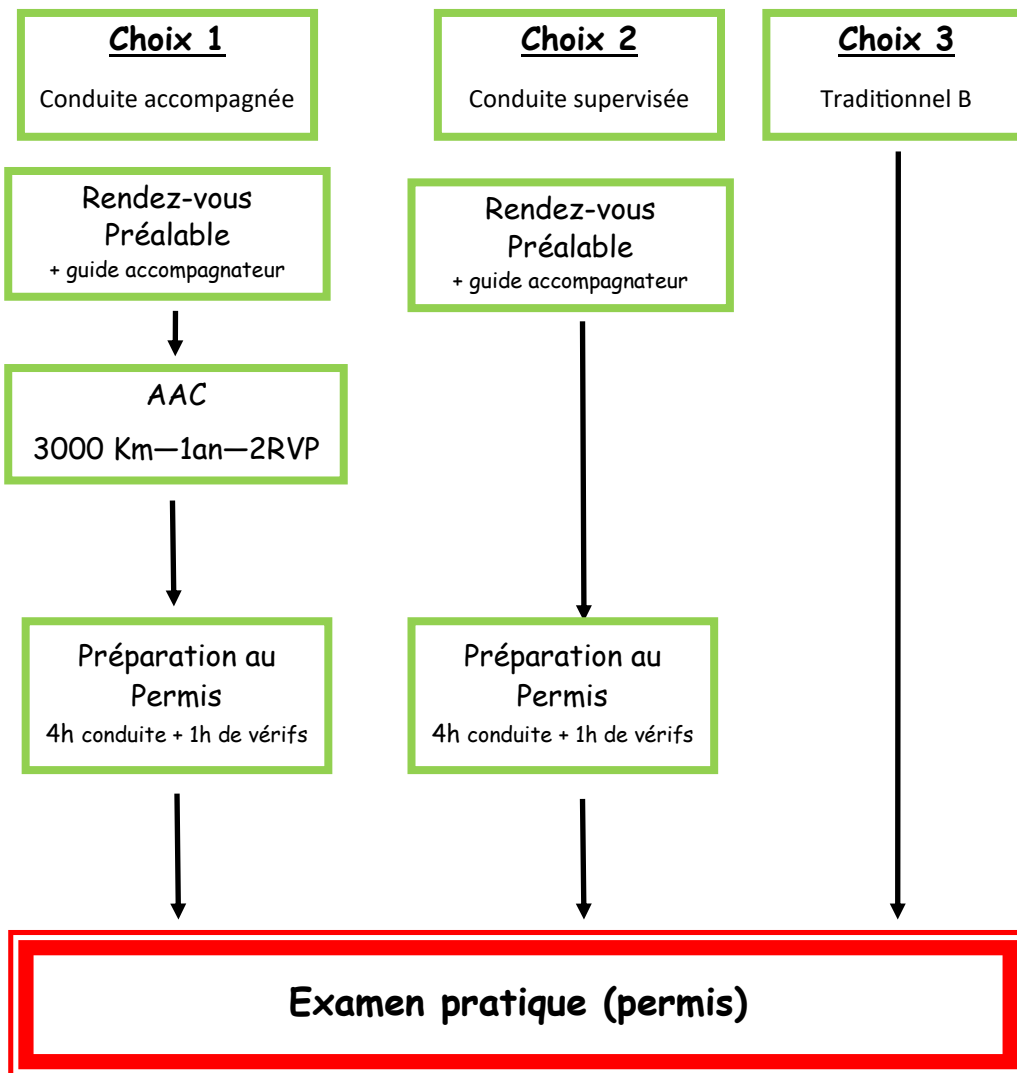 Choix 1
Conduite accompagnée
Choix 2
Conduite supervisée
Choix 3
Traditionnel B
Rendez-vous
Préalable
+ guide accompagnateur
Rendez-vous
Préalable
+ guide accompagnateur
AAC
3000 Km—1an—2RVP
Préparation au
Permis
4h conduite + 1h de vérifs
Préparation au
Permis
4h conduite + 1h de vérifs
Examen pratique (permis)